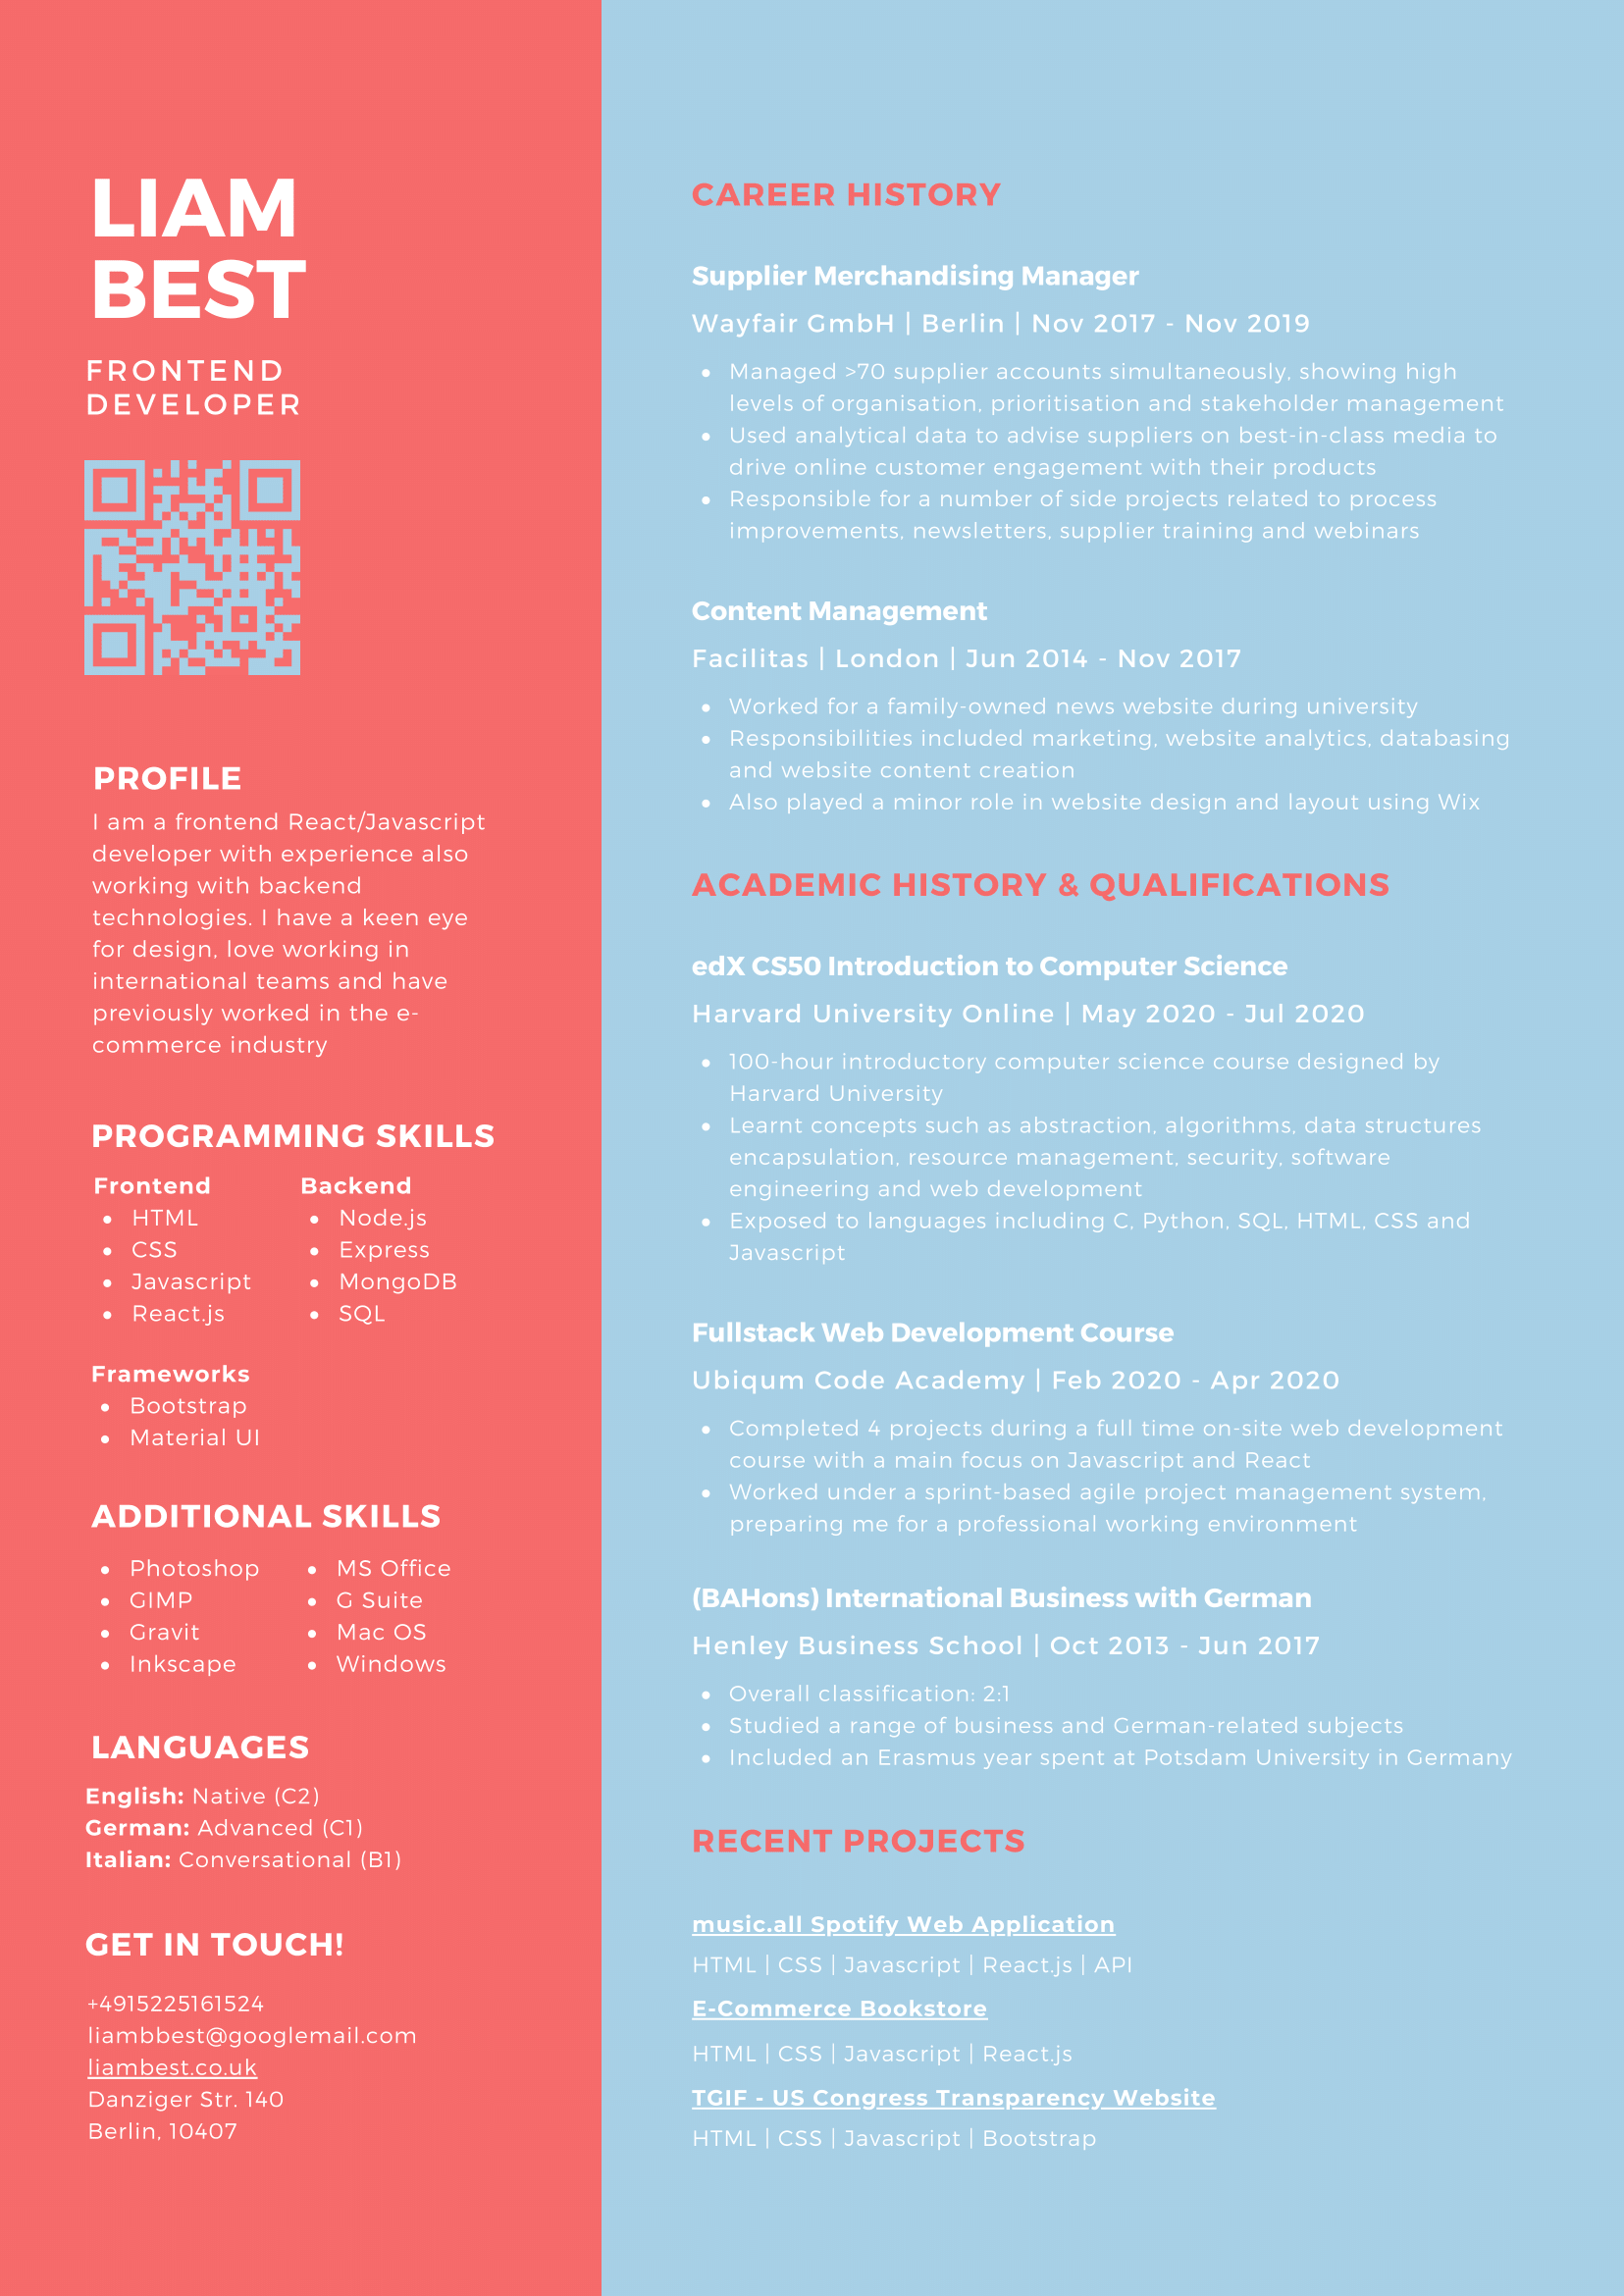 LIAM
BEST
FRONTEND
DEVELOPER
PROFILE
I am a frontend React/Javascript
developer with experience also
working with backend
technologies. I have a keen eye
for design, love working in
international teams and have
previously worked in the e-
commerce industry
PROGRAMMING SKILLS
Frontend
• HTML
• CSS
• Javascript
• React.js
Backend
• Node.js
• Express
• MongoDB
• SQL
Frameworks
• Bootstrap
• Material UI
ADDITIONAL SKILLS
• Photoshop
• GIMP
• Gravit
• Inkscape
• MS Office
• G Suite
• Mac OS
• Windows
LANGUAGES
English: Native (C2)
German: Advanced (C1)
Italian: Conversational (B1)
GET IN TOUCH!
+4915225161524
liambbest@googlemail.com
liambest.co.uk
Danziger Str. 140
Berlin, 10407
CAREER HISTORY
Supplier Merchandising Manager
Wayfair GmbH | Berlin | Nov 2017 - Nov 2019
• Managed >70 supplier accounts simultaneously, showing high
levels of organisation, prioritisation and stakeholder management
• Used analytical data to advise suppliers on best-in-class media to
drive online customer engagement with their products
• Responsible for a number of side projects related to process
improvements, newsletters, supplier training and webinars
Content Management
Facilitas | London | Jun 2014 - Nov 2017
• Worked for a family-owned news website during university
• Responsibilities included marketing, website analytics, databasing
and website content creation
• Also played a minor role in website design and layout using Wix
ACADEMIC HISTORY & QUALIFICATIONS
edX CS50 Introduction to Computer Science
Harvard University Online | May 2020 - Jul 2020
• 100-hour introductory computer science course designed by
Harvard University
• Learnt concepts such as abstraction, algorithms, data structures
encapsulation, resource management, security, software
engineering and web development
• Exposed to languages including C, Python, SQL, HTML, CSS and
Javascript
Fullstack Web Development Course
Ubiqum Code Academy | Feb 2020 - Apr 2020
• Completed 4 projects during a full time on-site web development
course with a main focus on Javascript and React
• Worked under a sprint-based agile project management system,
preparing me for a professional working environment
(BAHons) International Business with German
Henley Business School | Oct 2013 - Jun 2017
• Overall classification: 2:1
• Studied a range of business and German-related subjects
• Included an Erasmus year spent at Potsdam University in Germany
RECENT PROJECTS
music.all Spotify Web Application
HTML | CSS | Javascript | React.js | API
E-Commerce Bookstore
HTML | CSS | Javascript | React.js
TGIF - US Congress Transparency Website
HTML | CSS | Javascript | Bootstrap